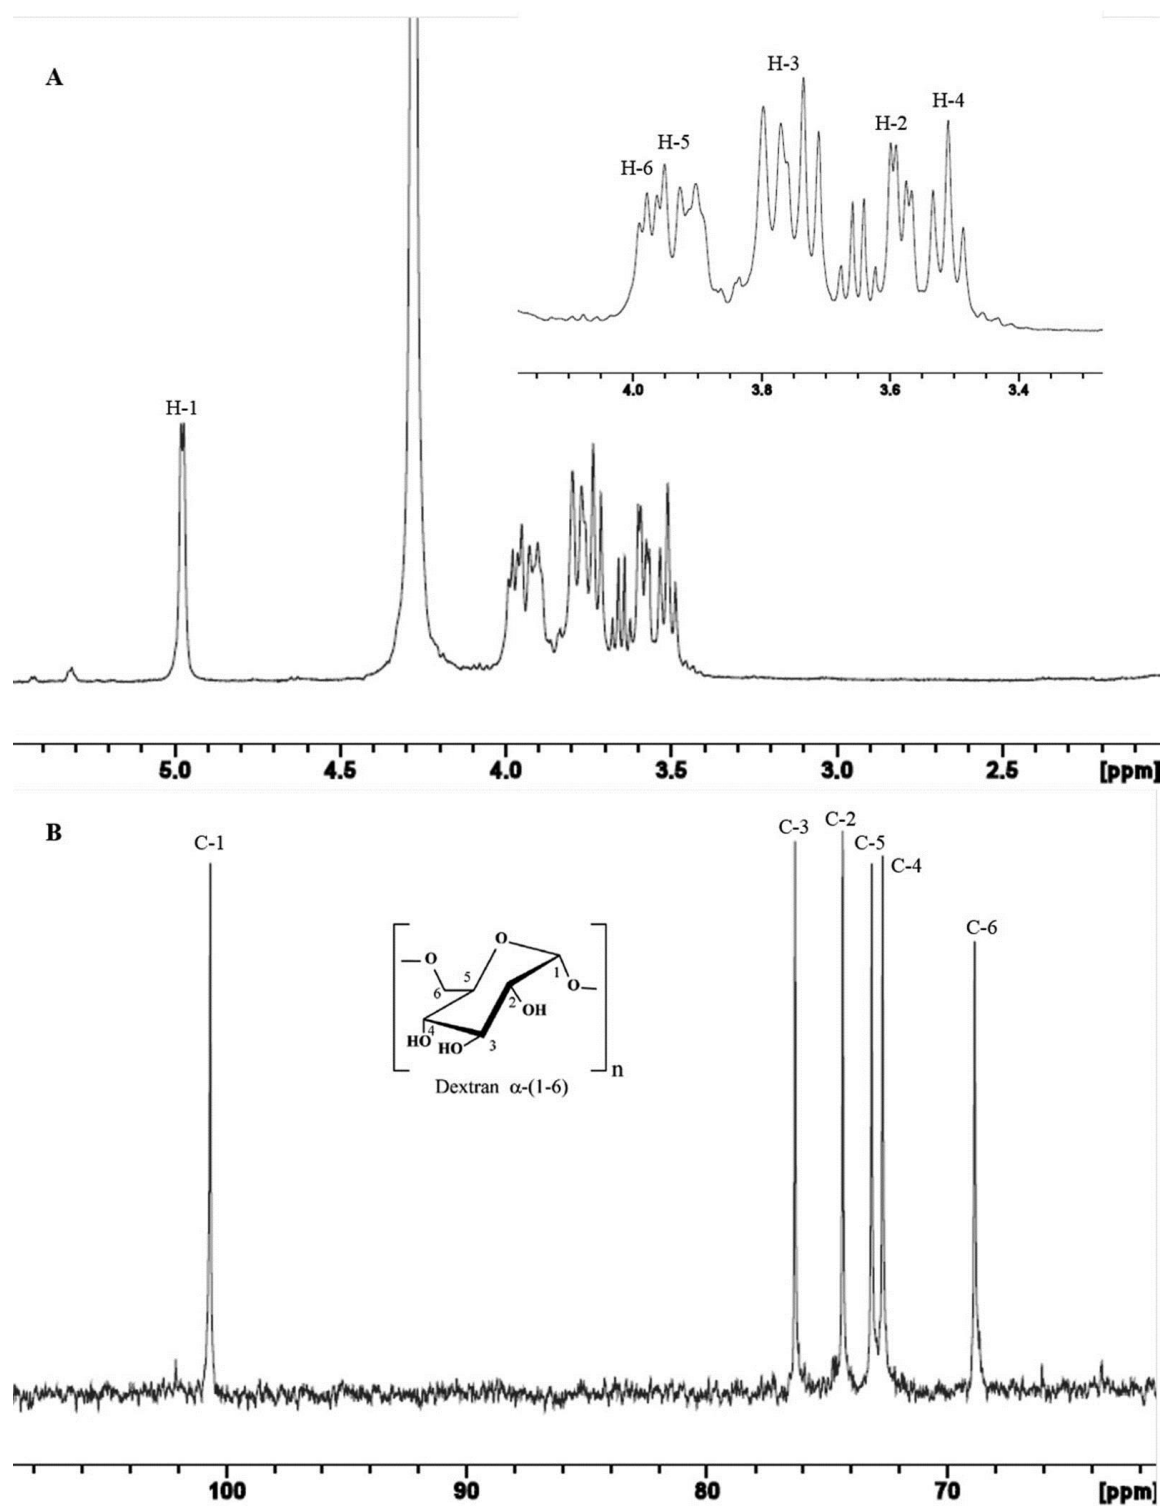 A
H-3
H-4
H-2
H-5
H-6
4.0 3.8 3.6 3.4
H-1
5.0 4.5 4.0 3.5 3.0 2.5 [ppm]
B
C-1
C-3
C-2
C-5
C-4
C-6
O
O
5
1
6
O
2
OH
4
HO
HO
3
n
Dextran α-(1-6)
100 90 80 70 [ppm]